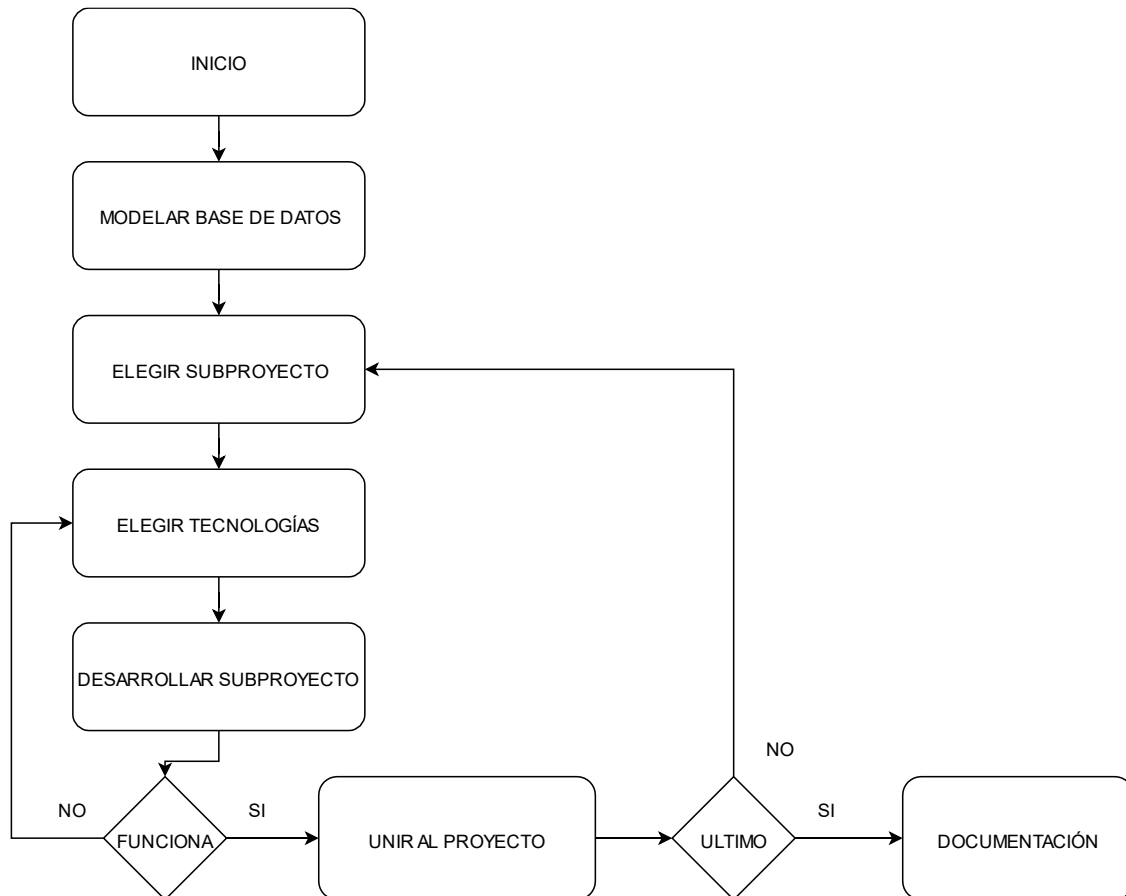 INICIO
MODELAR BASE DE DATOS
ELEGIR SUBPROYECTO
ELEGIR TECNOLOGÍAS
DESARROLLAR SUBPROYECTO
NO
FUNCIONA
SI
UNIR AL PROYECTO
NO
ULTIMO
SI
DOCUMENTACIÓN